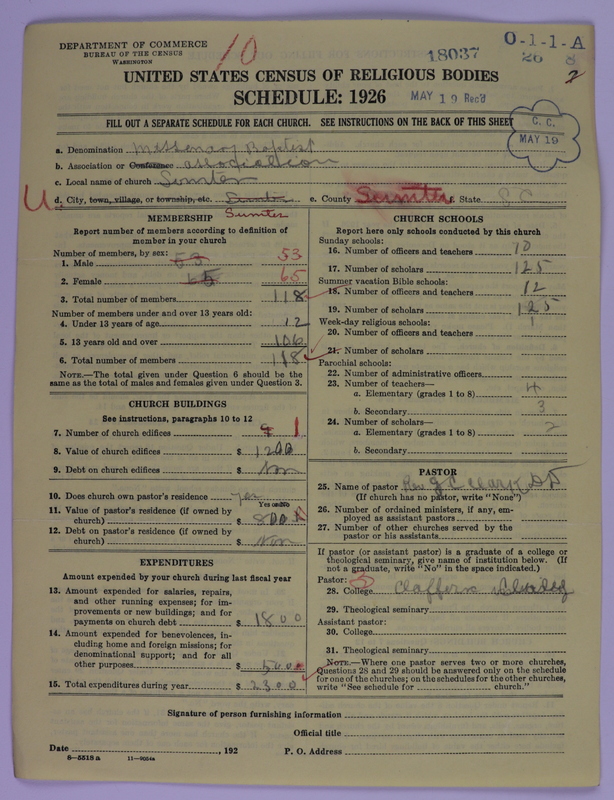 DEPARTMENT OF COMMERCE
BUREAU OF THE CENSUS
WASHINGTON
10
18037
O-1-1-A
26 8
2
UNITED STATES CENSUS OF RELIGIOUS BODIES
SCHEDULE: 1926
MAY 19 Rec'd
FILL OUT A SEPARATE SCHEDULE FOR EACH CHURCH. SEE INSTRUCTIONS ON THE BACK OF THIS SHEET
C. C.
MAY 19
a. Denomination Missionary Baptist
b. Association or Conference Association
c. Local name of church Sumter
U
d. City, town, village, or township, etc. Sumter e. County Sumter f. State S C
Sumter
MEMBERSHIP
Report number of members according to definition of member in your church
Number of members, by sex:
1. Male 53 53
2. Female 65 65
3. Total number of members 118
Number of members under and over 13 years old:
4. Under 13 years of age 12
5. 13 years old and over 106
6. Total number of members 118
NOTE.—The total given under Question 6 should be the same as the total of males and females given under Question 3.
CHURCH BUILDINGS
See instructions, paragraphs 10 to 12
7. Number of church edifices 1
8. Value of church edifices $ 1200
9. Debt on church edifices $ Non
10. Does church own pastor's residence yes
Yes or No
11. Value of pastor's residence (if owned by church) $ 800
12. Debt on pastor's residence (if owned by church) $ Non
EXPENDITURES
Amount expended by your church during last fiscal year
13. Amount expended for salaries, repairs, and other running expenses; for improvements or new buildings; and for payments on church debt $ 1800
14. Amount expended for benevolences, including home and foreign missions; for denominational support; and for all other purposes $ 500
15. Total expenditures during year $ 2300
CHURCH SCHOOLS
Report here only schools conducted by this church
Sunday schools:
16. Number of officers and teachers 10
17. Number of scholars 125
Summer vacation Bible schools:
18. Number of officers and teachers 12
19. Number of scholars 125
Week-day religious schools:
20. Number of officers and teachers 1
21. Number of scholars
Parochial schools:
22. Number of administrative officers
23. Number of teachers—
a. Elementary (grades 1 to 8) 4
b. Secondary 3
24. Number of scholars—
a. Elementary (grades 1 to 8) 2
b. Secondary
PASTOR
25. Name of pastor Rev J C Clark, DD
(If church has no pastor, write "None")
26. Number of ordained ministers, if any, employed as assistant pastors
27. Number of other churches served by the pastor or his assistants
If pastor (or assistant pastor) is a graduate of a college or theological seminary, give name of institution below. (If not a graduate, write "No" in the space indicated.)
Pastor:
28. College
29. Theological seminary
Assistant pastor:
30. College
31. Theological seminary
NOTE.—Where one pastor serves two or more churches, Questions 28 and 29 should be answered only on the schedule for one of the churches; on the schedules for the other churches, write "See schedule for church."
Signature of person furnishing information
Official title
Date , 192 P. O. Address
8—5518 a 11—9054a